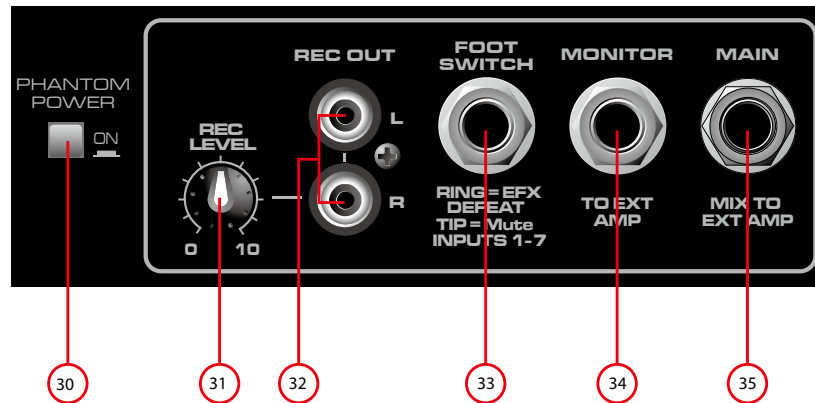 PHANTOM
POWER
ON
REC OUT
L
R
REC
LEVEL
0 10
FOOT
SWITCH
RING=EFX
DEFEAT
TIP=Mute
INPUTS 1-7
MONITOR
TO EXT
AMP
MAIN
MIX TO
EXT AMP
30 31 32 33 34 35